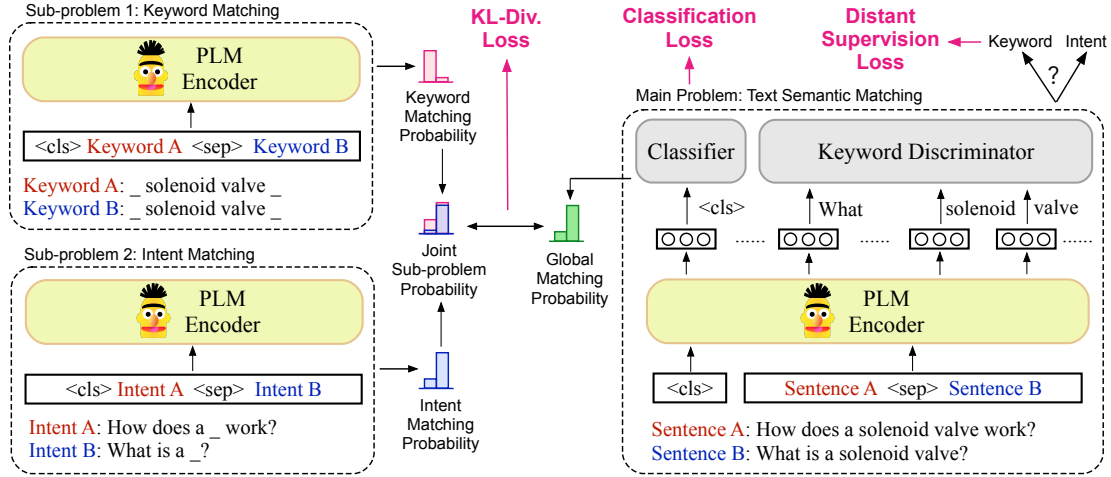 Sub-problem 1: Keyword Matching
PLM
Encoder
<cls> Keyword A <sep> Keyword B
Keyword A: _ solenoid valve _
Keyword B: _ solenoid valve _
Sub-problem 2: Intent Matching
PLM
Encoder
<cls> Intent A <sep> Intent B
Intent A: How does a _ work?
Intent B: What is a _?
Keyword
Matching
Probability
Joint
Sub-problem
Probability
Intent
Matching
Probability
KL-Div.
Loss
Global
Matching
Probability
Classification
Loss
Distant
Supervision
Loss
Keyword
Intent
?
Main Problem: Text Semantic Matching
Classifier
Keyword Discriminator
<cls>
What
solenoid
valve
......
......
......
PLM
Encoder
<cls>
Sentence A <sep> Sentence B
Sentence A: How does a solenoid valve work?
Sentence B: What is a solenoid valve?